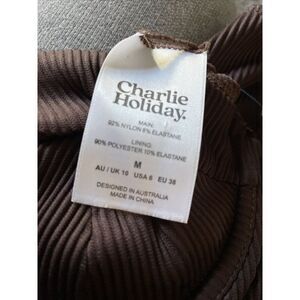 Charlie
Holiday.
MAIN:
92% NYLON 8% ELASTANE
LINING:
90% POLYESTER 10% ELASTANE
M
AU / UK 10 USA 6 EU 38
DESIGNED IN AUSTRALIA
MADE IN CHINA